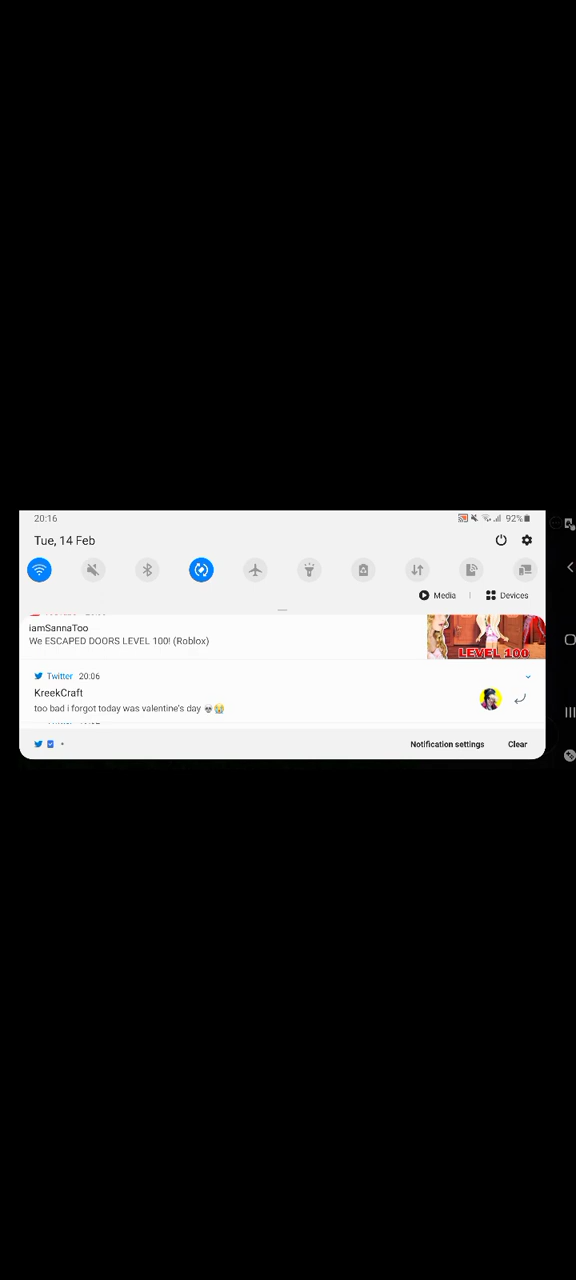 20:16
92%
Tue, 14 Feb
Media
Devices
iamSannaToo
We ESCAPED DOORS LEVEL 100! (Roblox)
LEVEL 100
Twitter 20:06
KreekCraft
too bad i forgot today was valentine's day 💀😭
Notification settings
Clear